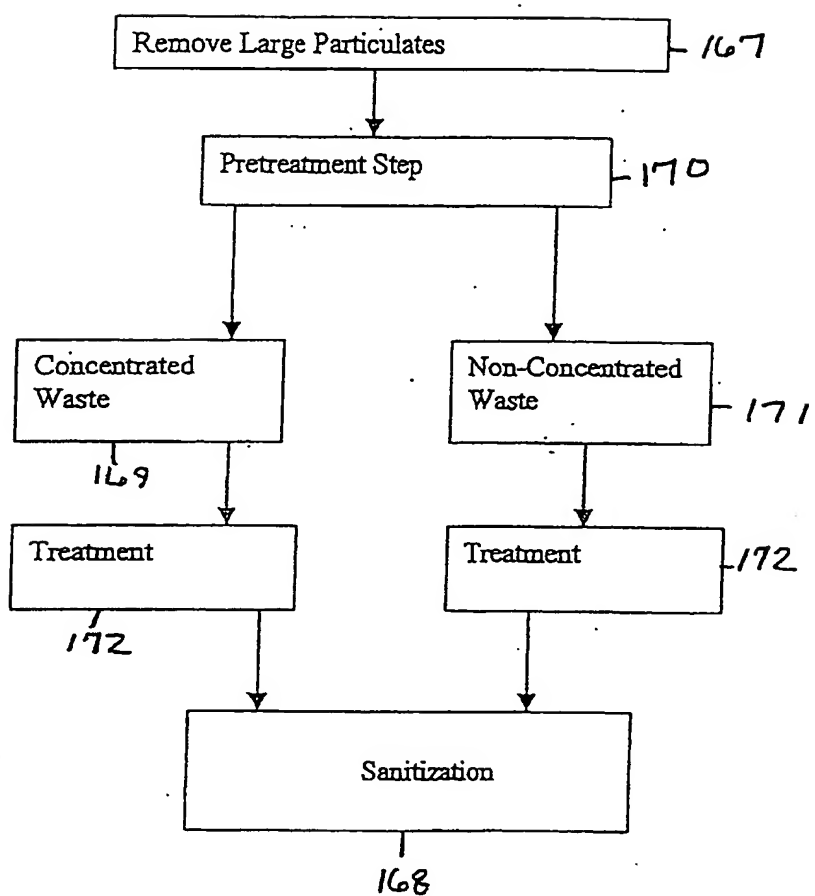 Remove Large Particulates
167
Pretreatment Step
170
Concentrated
Waste
Non-Concentrated
Waste
171
169
Treatment
Treatment
172
172
Sanitization
168